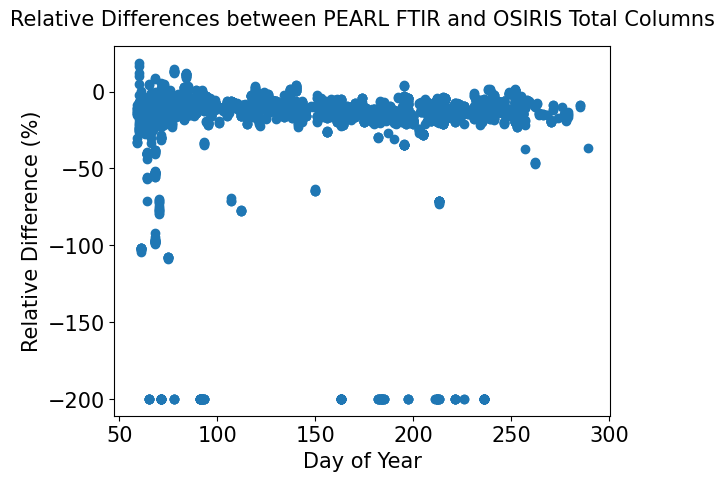 Relative Differences between PEARL FTIR and OSIRIS Total Columns
Relative Difference (%)
0
−50
−100
−150
−200
50 100 150 200 250 300
Day of Year